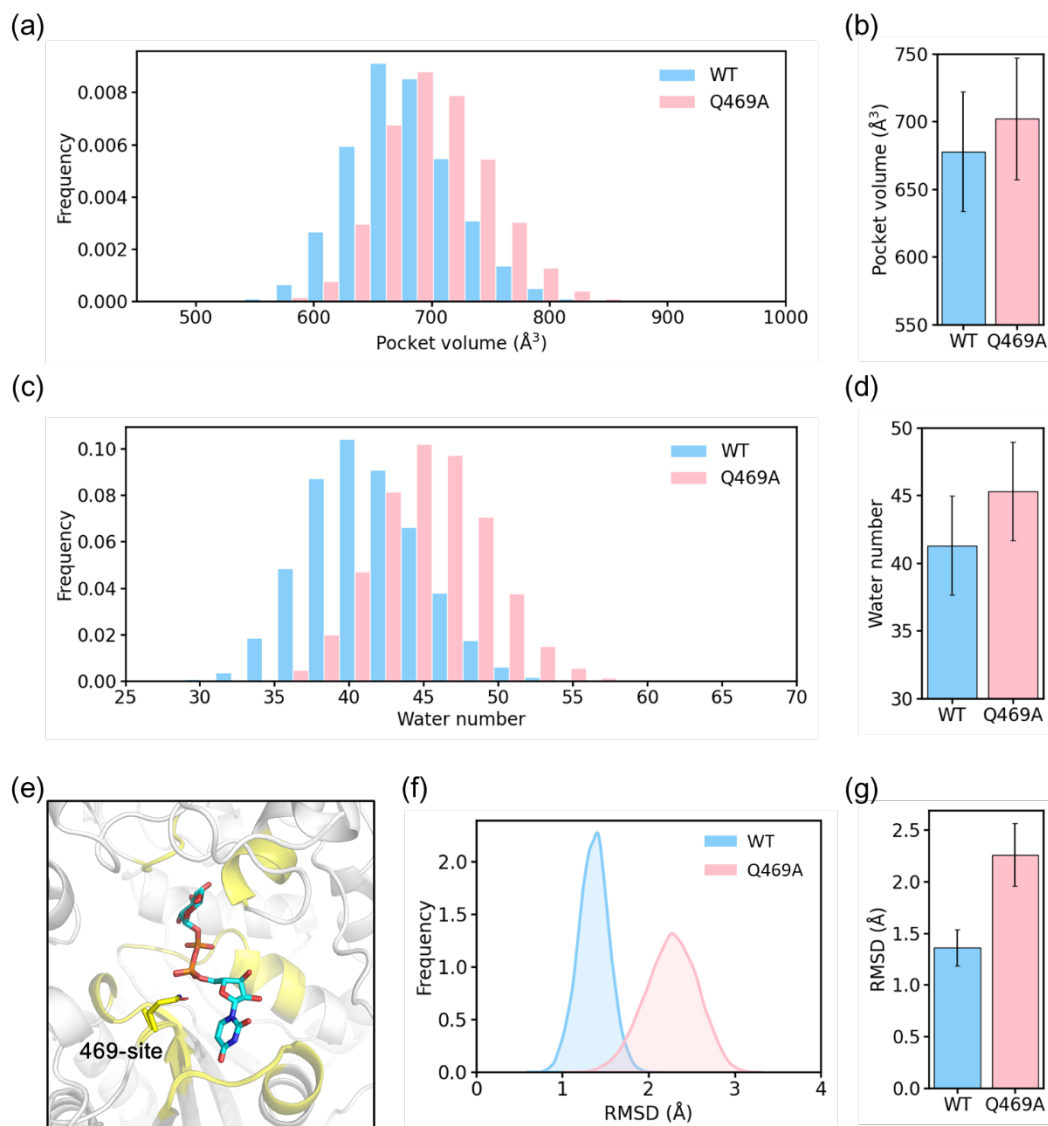 (a)
0.008
0.006
0.004
0.002
0.000
Frequency
WT
Q469A
500 600 700 800 900 1000
Pocket volume (Å³)
(b)
750
700
650
600
550
Pocket volume (Å³)
WT Q469A
(c)
0.10
0.08
0.06
0.04
0.02
0.00
Frequency
WT
Q469A
25 30 35 40 45 50 55 60 65 70
Water number
(d)
50
45
40
35
30
Water number
WT Q469A
(e)
469-site
(f)
2.0
1.5
1.0
0.5
0.0
Frequency
WT
Q469A
0 1 2 3 4
RMSD (Å)
(g)
2.5
2.0
1.5
1.0
0.5
0.0
RMSD (Å)
WT Q469A